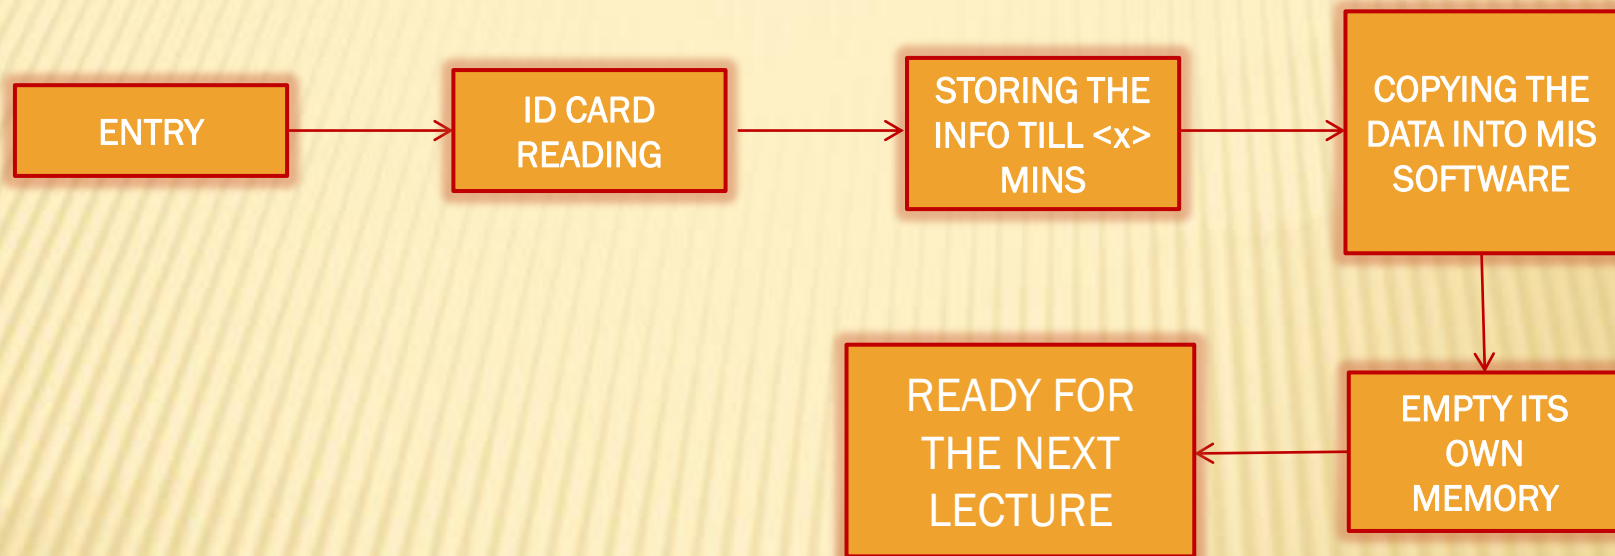 ENTRY
ID CARD
READING
STORING THE
INFO TILL <x>
MINS
COPYING THE
DATA INTO MIS
SOFTWARE
EMPTY ITS
OWN
MEMORY
READY FOR
THE NEXT
LECTURE